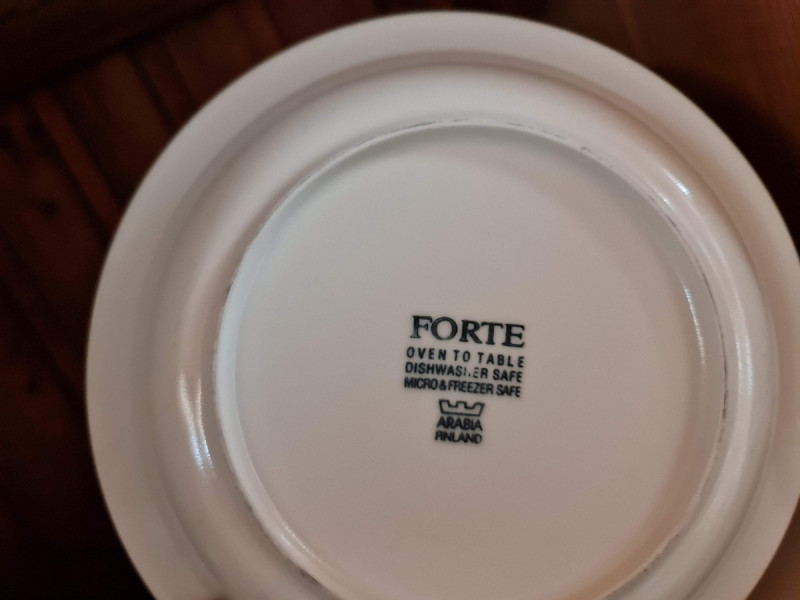 FORTE
OVEN TO TABLE
DISHWASHER SAFE
MICRO & FREEZER SAFE
ARABIA
FINLAND